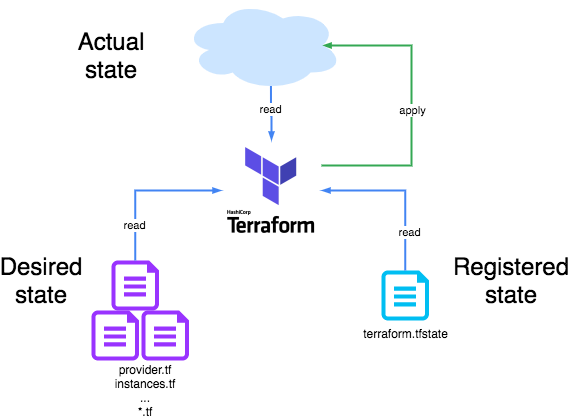 Actual
state
read
apply
HashiCorp
Terraform
read
read
Desired
state
Registered
state
terraform.tfstate
provider.tf
instances.tf
...
*.tf